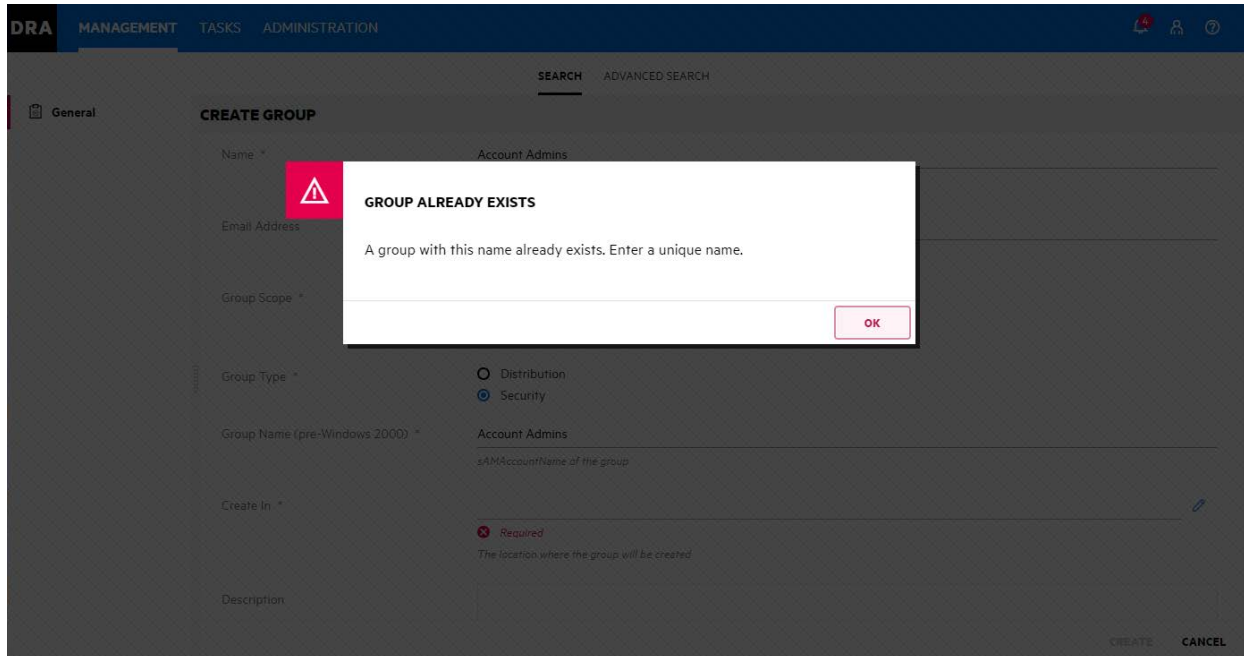 DRA MANAGEMENT TASKS ADMINISTRATION 4
SEARCH ADVANCED SEARCH
General
CREATE GROUP
Name * Account Admins
GROUP ALREADY EXISTS
Email Address
A group with this name already exists. Enter a unique name.
Group Scope *
OK
Group Type * Distribution
Security
Group Name (pre-Windows 2000) * Account Admins
sAMAccountName of the group
Create In *
Required
The location where the group will be created
Description
CREATE CANCEL